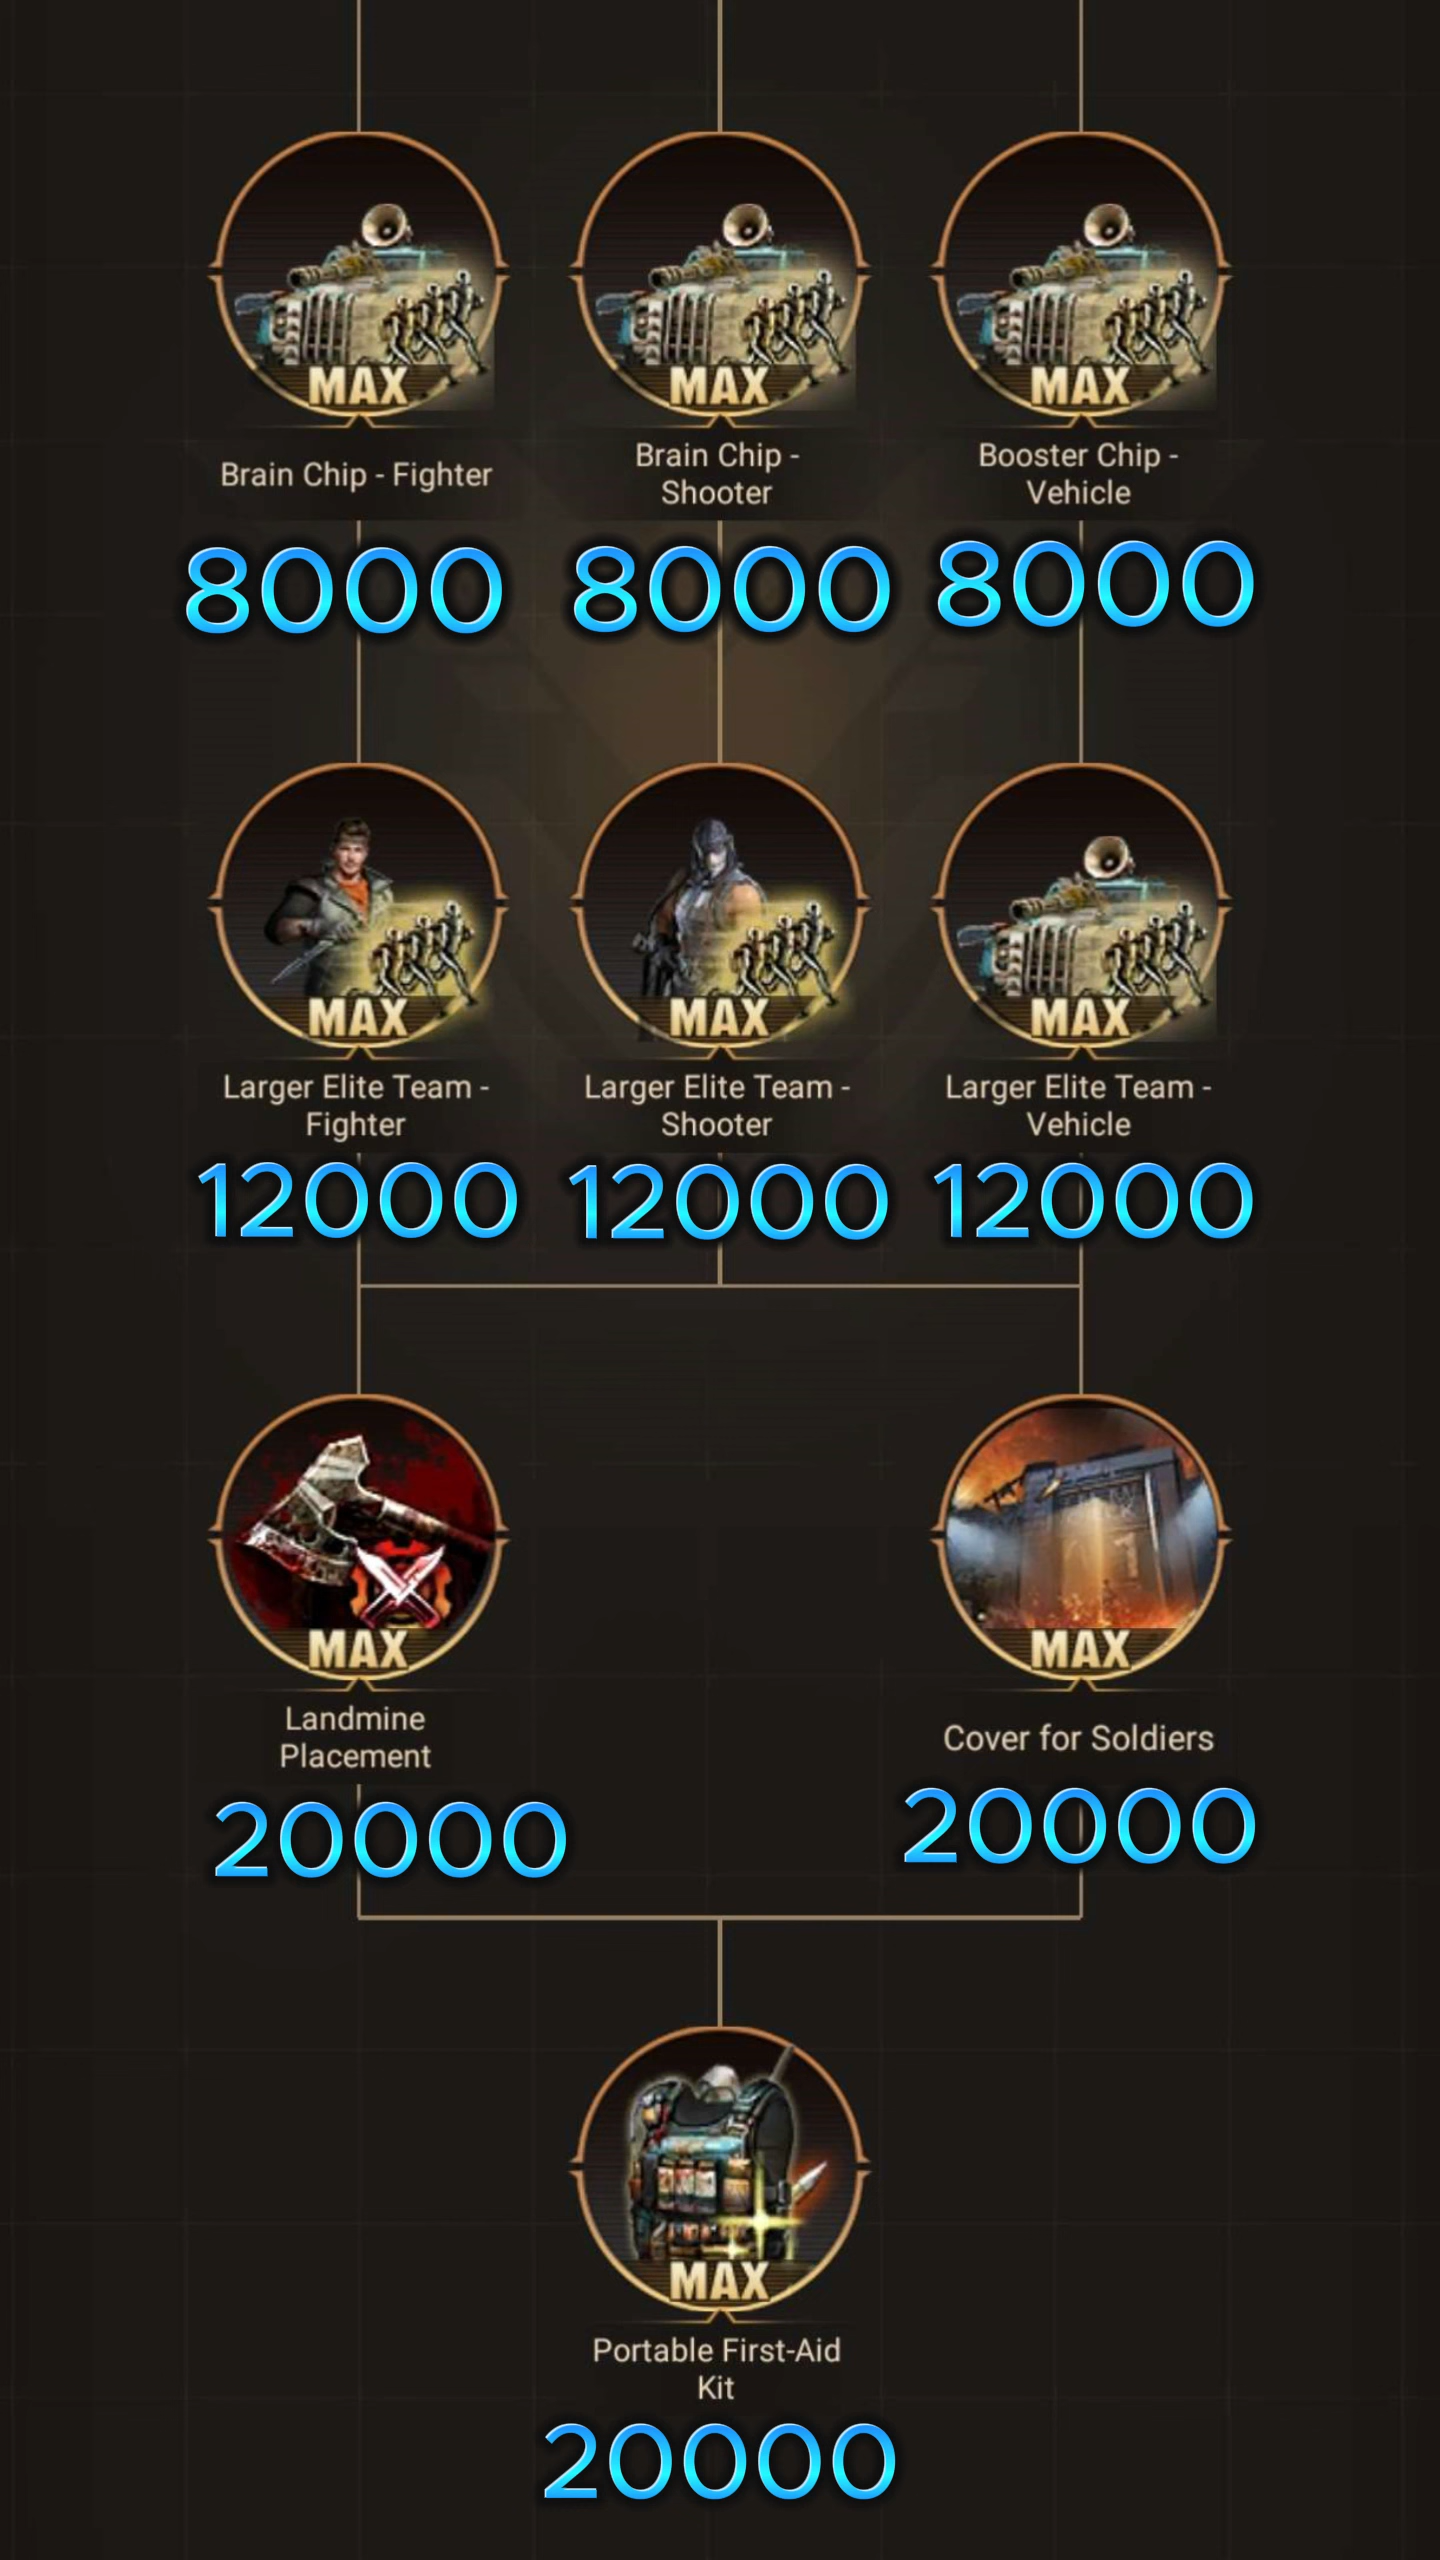 MAX
MAX
MAX
Brain Chip - Fighter
Brain Chip -
Shooter
Booster Chip -
Vehicle
8000
8000
8000
MAX
MAX
MAX
Larger Elite Team -
Fighter
Larger Elite Team -
Shooter
Larger Elite Team -
Vehicle
12000
12000
12000
MAX
MAX
Landmine
Placement
Cover for Soldiers
20000
20000
MAX
Portable First-Aid
Kit
20000